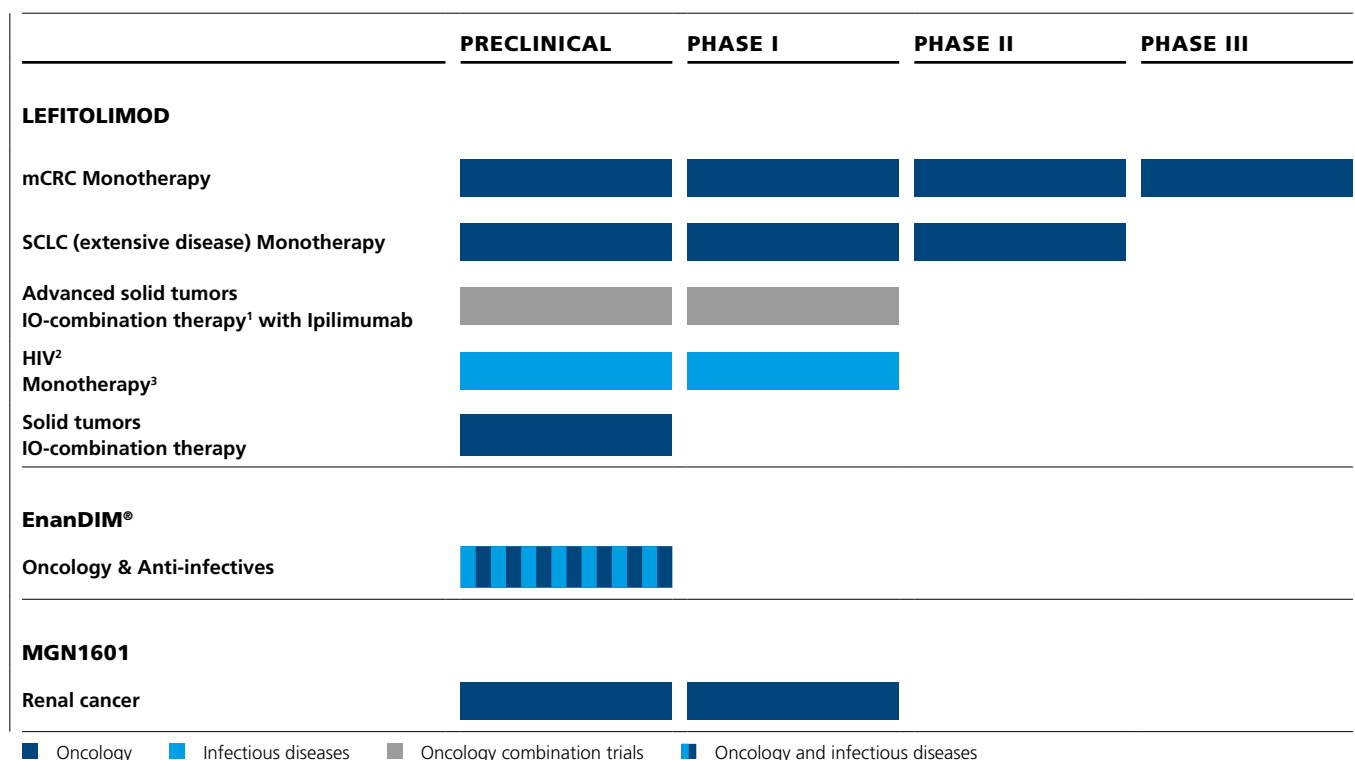 PRECLINICAL PHASE I PHASE II PHASE III
LEFITOLIMOD
mCRC Monotherapy
SCLC (extensive disease) Monotherapy
Advanced solid tumors
IO-combination therapy¹ with Ipilimumab
HIV²
Monotherapy³
Solid tumors
IO-combination therapy
EnanDIM®
Oncology & Anti-infectives
MGN1601
Renal cancer
Oncology Infectious diseases Oncology combination trials Oncology and infectious diseases